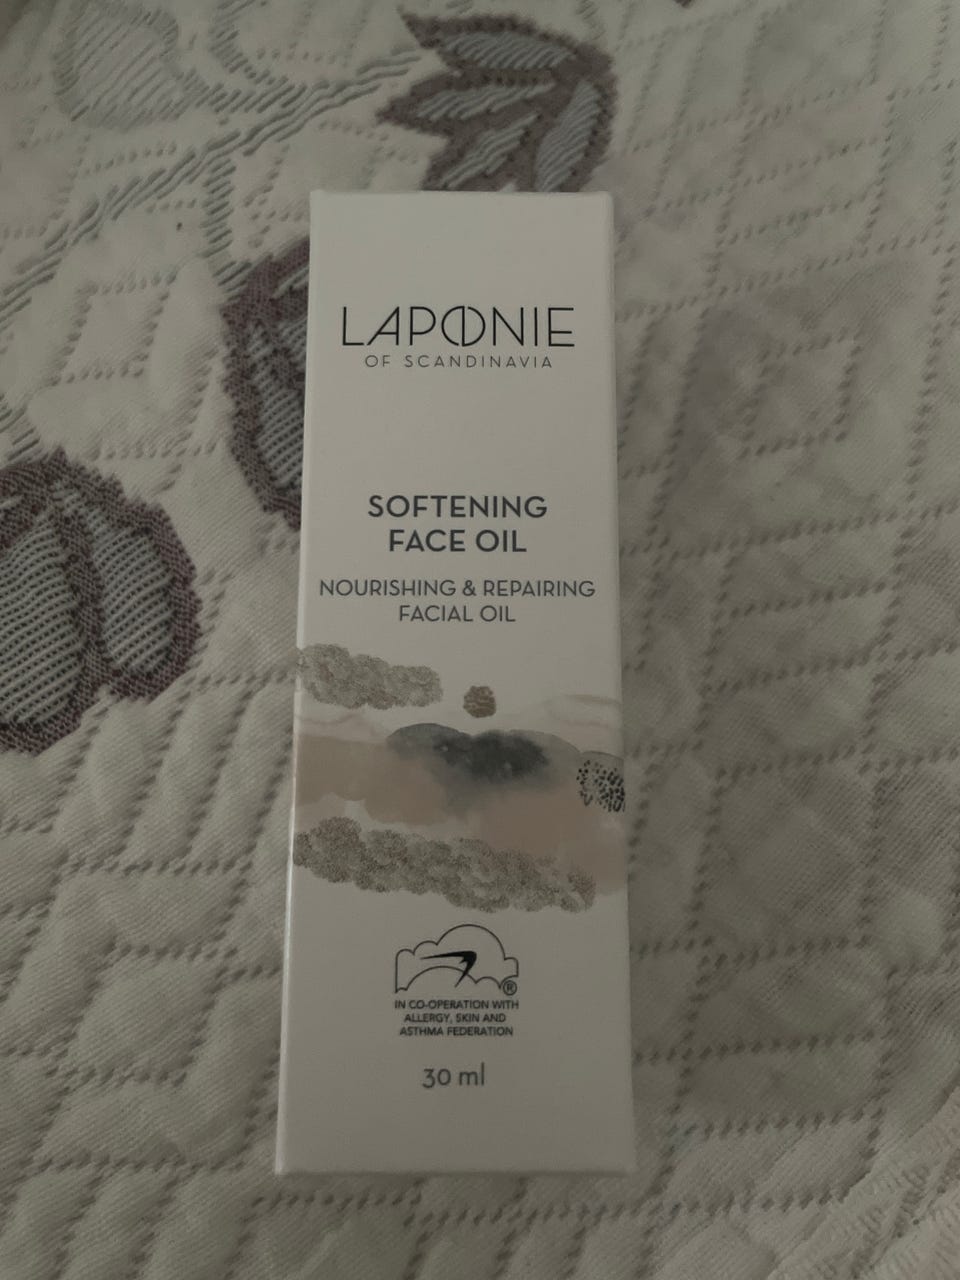 LAPONIE
OF SCANDINAVIA
SOFTENING
FACE OIL
NOURISHING & REPAIRING
FACIAL OIL
®
IN CO-OPERATION WITH
ALLERGY, SKIN AND
ASTHMA FEDERATION
30 ml